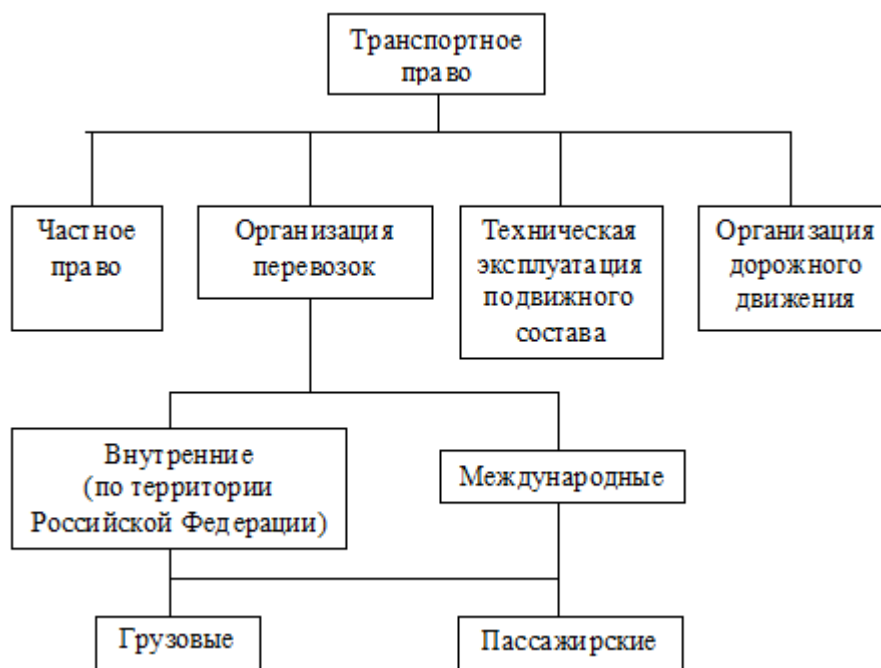 Транспортное
право
Частное
право
Организация
перевозок
Техническая
эксплуатация
подвижного
состава
Организация
дорожного
движения
Внутренние
(по территории
Российской Федерации)
Международные
Грузовые
Пассажирские